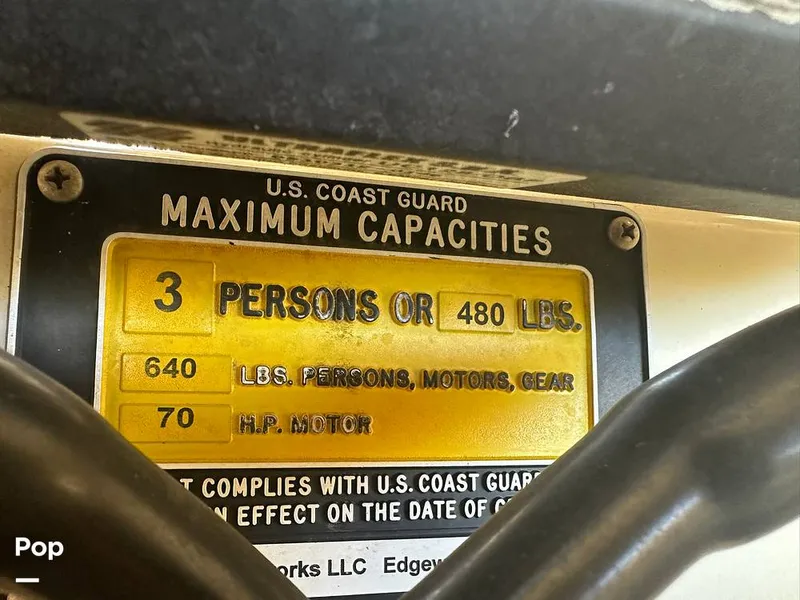 U.S. COAST GUARD
MAXIMUM CAPACITIES
3 PERSONS OR 480 LBS.
640 LBS. PERSONS, MOTORS, GEAR
70 H.P. MOTOR
COMPLIES WITH U.S. COAST
EFFECT ON THE DATE OF
LLC
Pop